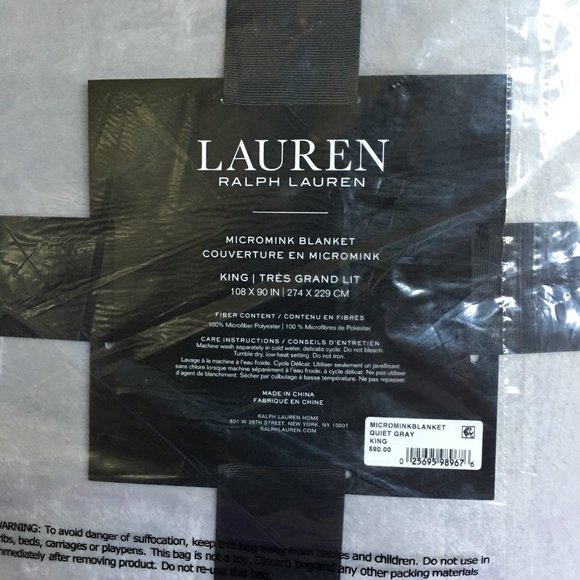 LAUREN
RALPH LAUREN
MICROMINK BLANKET
COUVERTURE EN MICROMINK
KING | TRÈS GRAND LIT
108 X 90 IN | 274 X 229 CM
FIBER CONTENT / CONTENU EN FIBRES
100% Microfiber Polyester | 100 % Microfibres de Poliéster
CARE INSTRUCTIONS / CONSEILS D'ENTRETIEN
Machine wash separately in cold water, delicate cycle. Do not bleach.
Tumble dry, low heat setting. Do not iron.
Lavage à la machine à l'eau froide. Cycle Délicat. Utiliser seulement un javellisant
sans chlore lorsque machine séparément à l'eau froide, à cycle délicat. Ne pas utiliser
d'agent de blanchiment. Sécher par culbutage à basse température. Ne pas repasser.
MADE IN CHINA
FABRIQUÉ EN CHINE
RALPH LAUREN HOME
601 W 26TH STREET, NEW YORK, NY 10001
RALPHLAUREN.COM
MICROMINKBLANKET
QUIET GRAY
KING
$90.00
0 25695 98967 6
WARNING: To avoid danger of suffocation, keep this bag away from babies and children. Do not use in
cribs, beds, carriages or playpens. This bag is not a toy. Discard bag and any other packing materials
immediately after removing product. Do not re-use this bag.